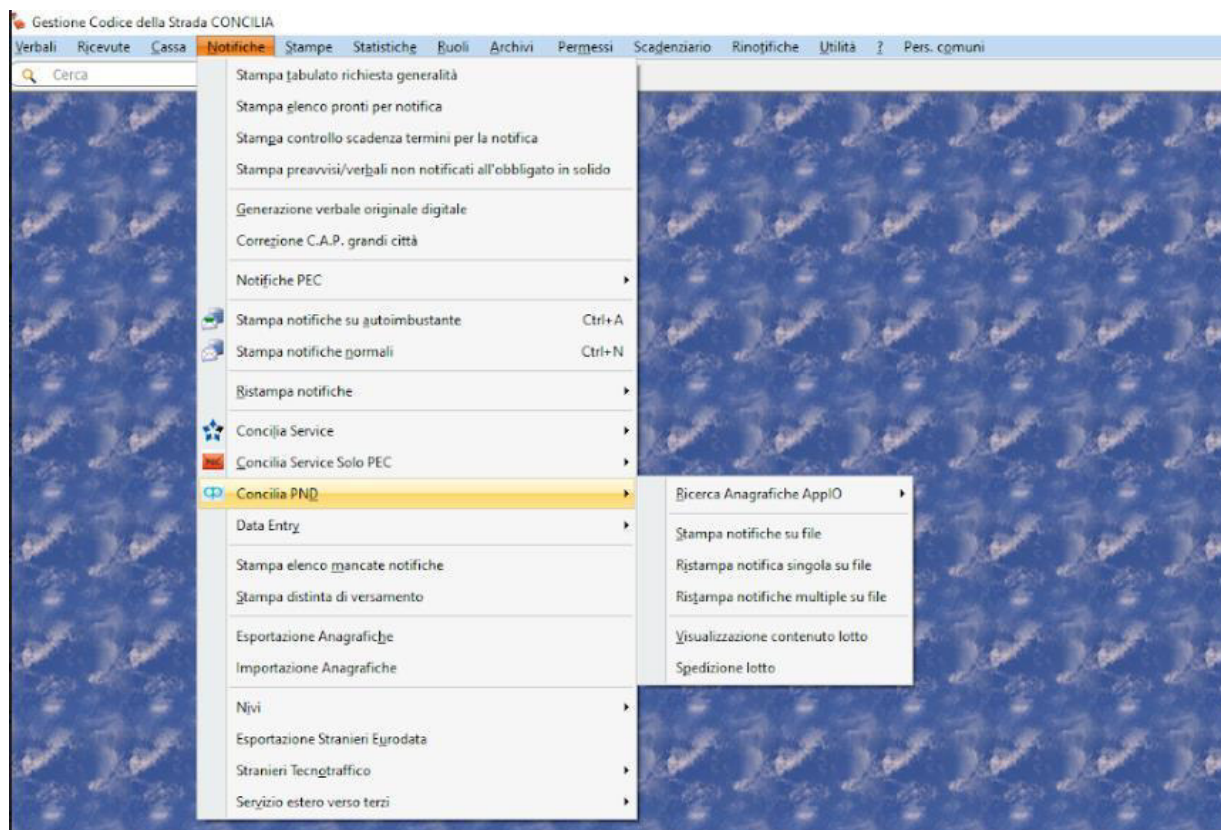 Gestione Codice della Strada CONCILIA
Verbali Ricevute Cassa Notifiche Stampe Statistiche Ruoli Archivi Permessi Scadenziario Rinotifiche Utilità ? Pers. comuni
Cerca
Stampa tabulato richiesta generalità
Stampa elenco pronti per notifica
Stampa controllo scadenza termini per la notifica
Stampa preavvisi/verbali non notificati all'obbligato in solido
Generazione verbale originale digitale
Correzione C.A.P. grandi città
Notifiche PEC
Stampa notifiche su autoimbustante Ctrl+A
Stampa notifiche normali Ctrl+N
Ristampa notifiche
Concilia Service
Concilia Service Solo PEC
Concilia PND
Data Entry
Stampa elenco mancate notifiche
Stampa distinta di versamento
Esportazione Anagrafiche
Importazione Anagrafiche
Nivi
Esportazione Stranieri Eurodata
Stranieri Tecnotraffico
Servizio estero verso terzi
Ricerca Anagrafiche AppIO
Stampa notifiche su file
Ristampa notifica singola su file
Ristampa notifiche multiple su file
Visualizzazione contenuto lotto
Spedizione lotto